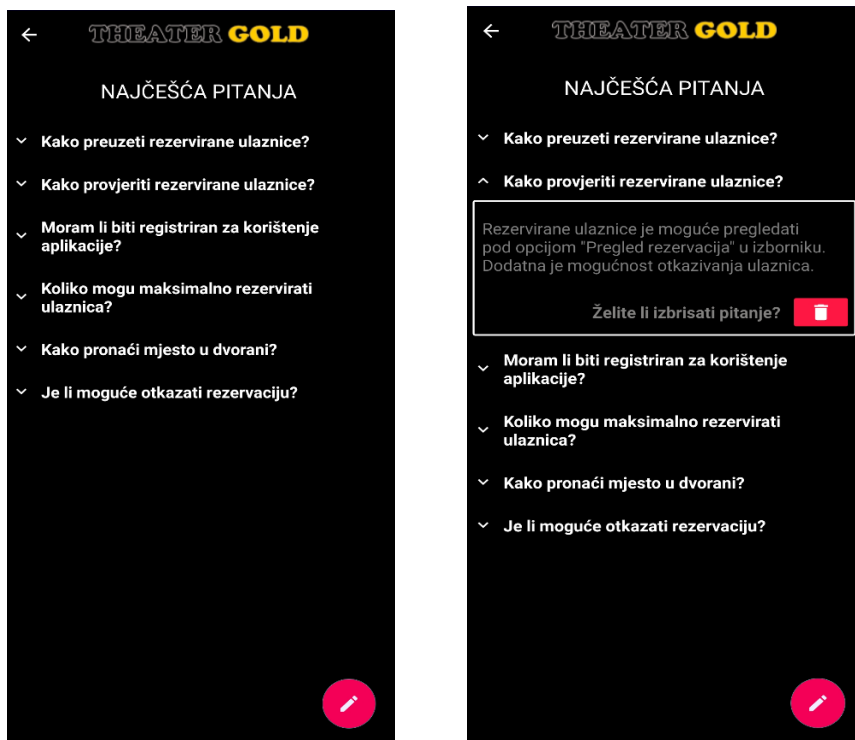 THEATER GOLD
NAJČEŠĆA PITANJA
Kako preuzeti rezervirane ulaznice?
Kako provjeriti rezervirane ulaznice?
Moram li biti registriran za korištenje
aplikacije?
Koliko mogu maksimalno rezervirati
ulaznica?
Kako pronaći mjesto u dvorani?
Je li moguće otkazati rezervaciju?
THEATER GOLD
NAJČEŠĆA PITANJA
Kako preuzeti rezervirane ulaznice?
Kako provjeriti rezervirane ulaznice?
Rezervirane ulaznice je moguće pregledati
pod opcijom "Pregled rezervacija" u izborniku.
Dodatna je mogućnost otkazivanja ulaznica.
Želite li izbrisati pitanje?
Moram li biti registriran za korištenje
aplikacije?
Koliko mogu maksimalno rezervirati
ulaznica?
Kako pronaći mjesto u dvorani?
Je li moguće otkazati rezervaciju?